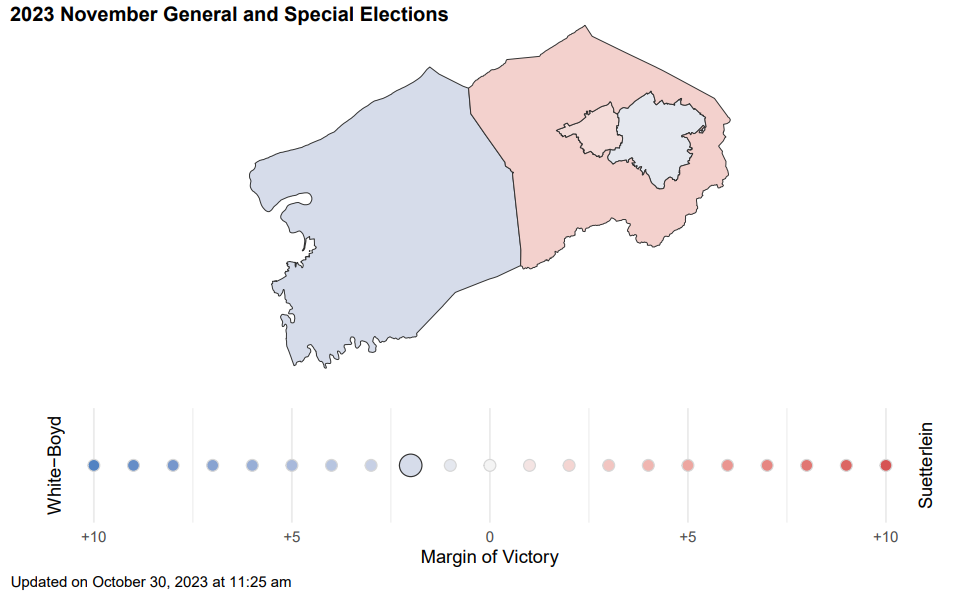 2023 November General and Special Elections
White−Boyd
Suetterlein
+10
+5
0
+5
+10
Margin of Victory
Updated on October 30, 2023 at 11:25 am